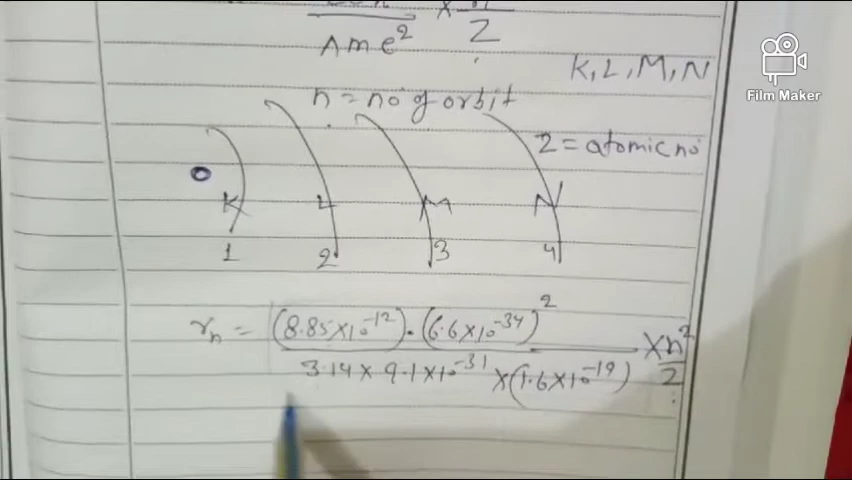 Λ m e² × Z
K, L, M, N
Film Maker
n = no of orbit
Z = atomic no
K L M N
1 2 3 4
rₙ = (8.85×10⁻¹²).(6.6×10⁻³⁴)² / 3.14 × 9.1×10⁻³¹ × (1.6×10⁻¹⁹) × n²/Z